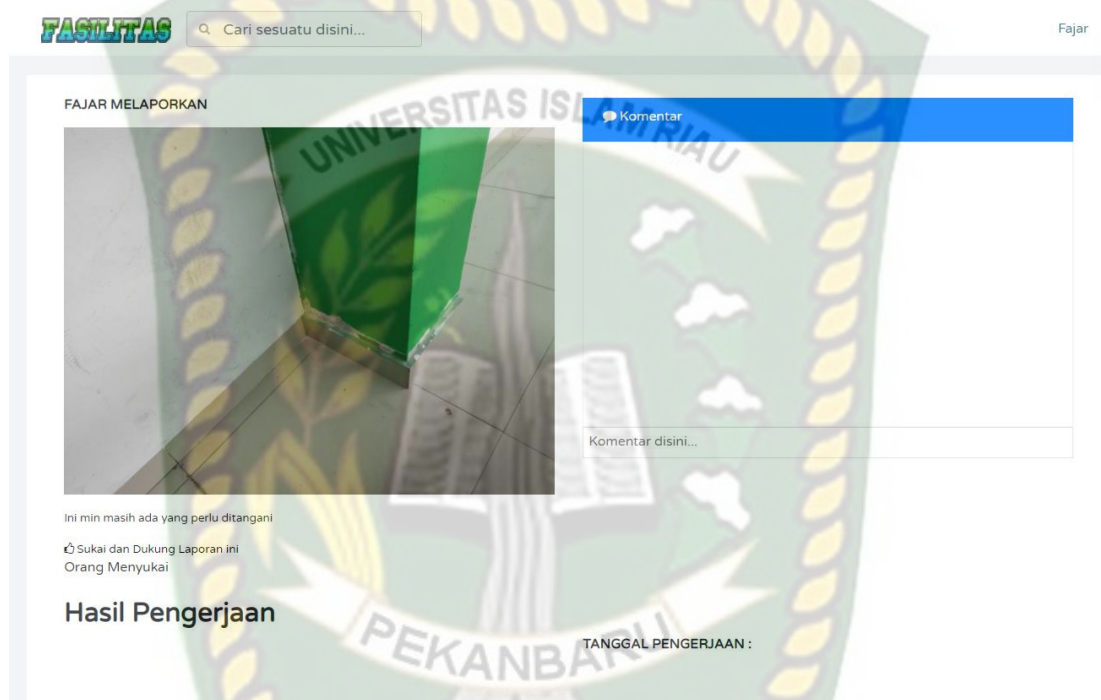 FASILITAS
Cari sesuatu disini...
Fajar
FAJAR MELAPORKAN
Komentar
UNIVERSITAS ISLAM RIAU
Komentar disini...
Ini min masih ada yang perlu ditangani
Sukai dan Dukung Laporan ini
Orang Menyukai
Hasil Pengerjaan
TANGGAL PENGERJAAN :
PEKANBARU